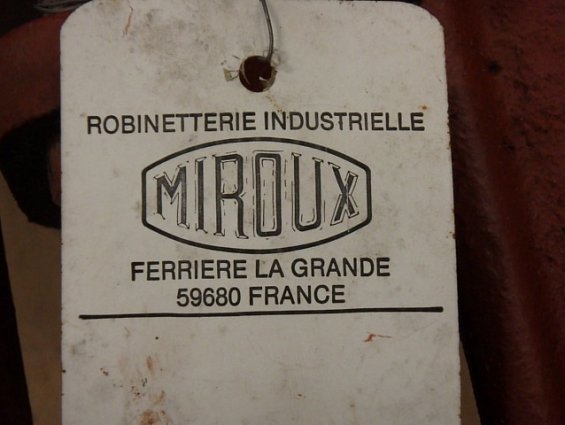 ROBINETTERIE INDUSTRIELLE
MIROUX
FERRIERE LA GRANDE
59680 FRANCE